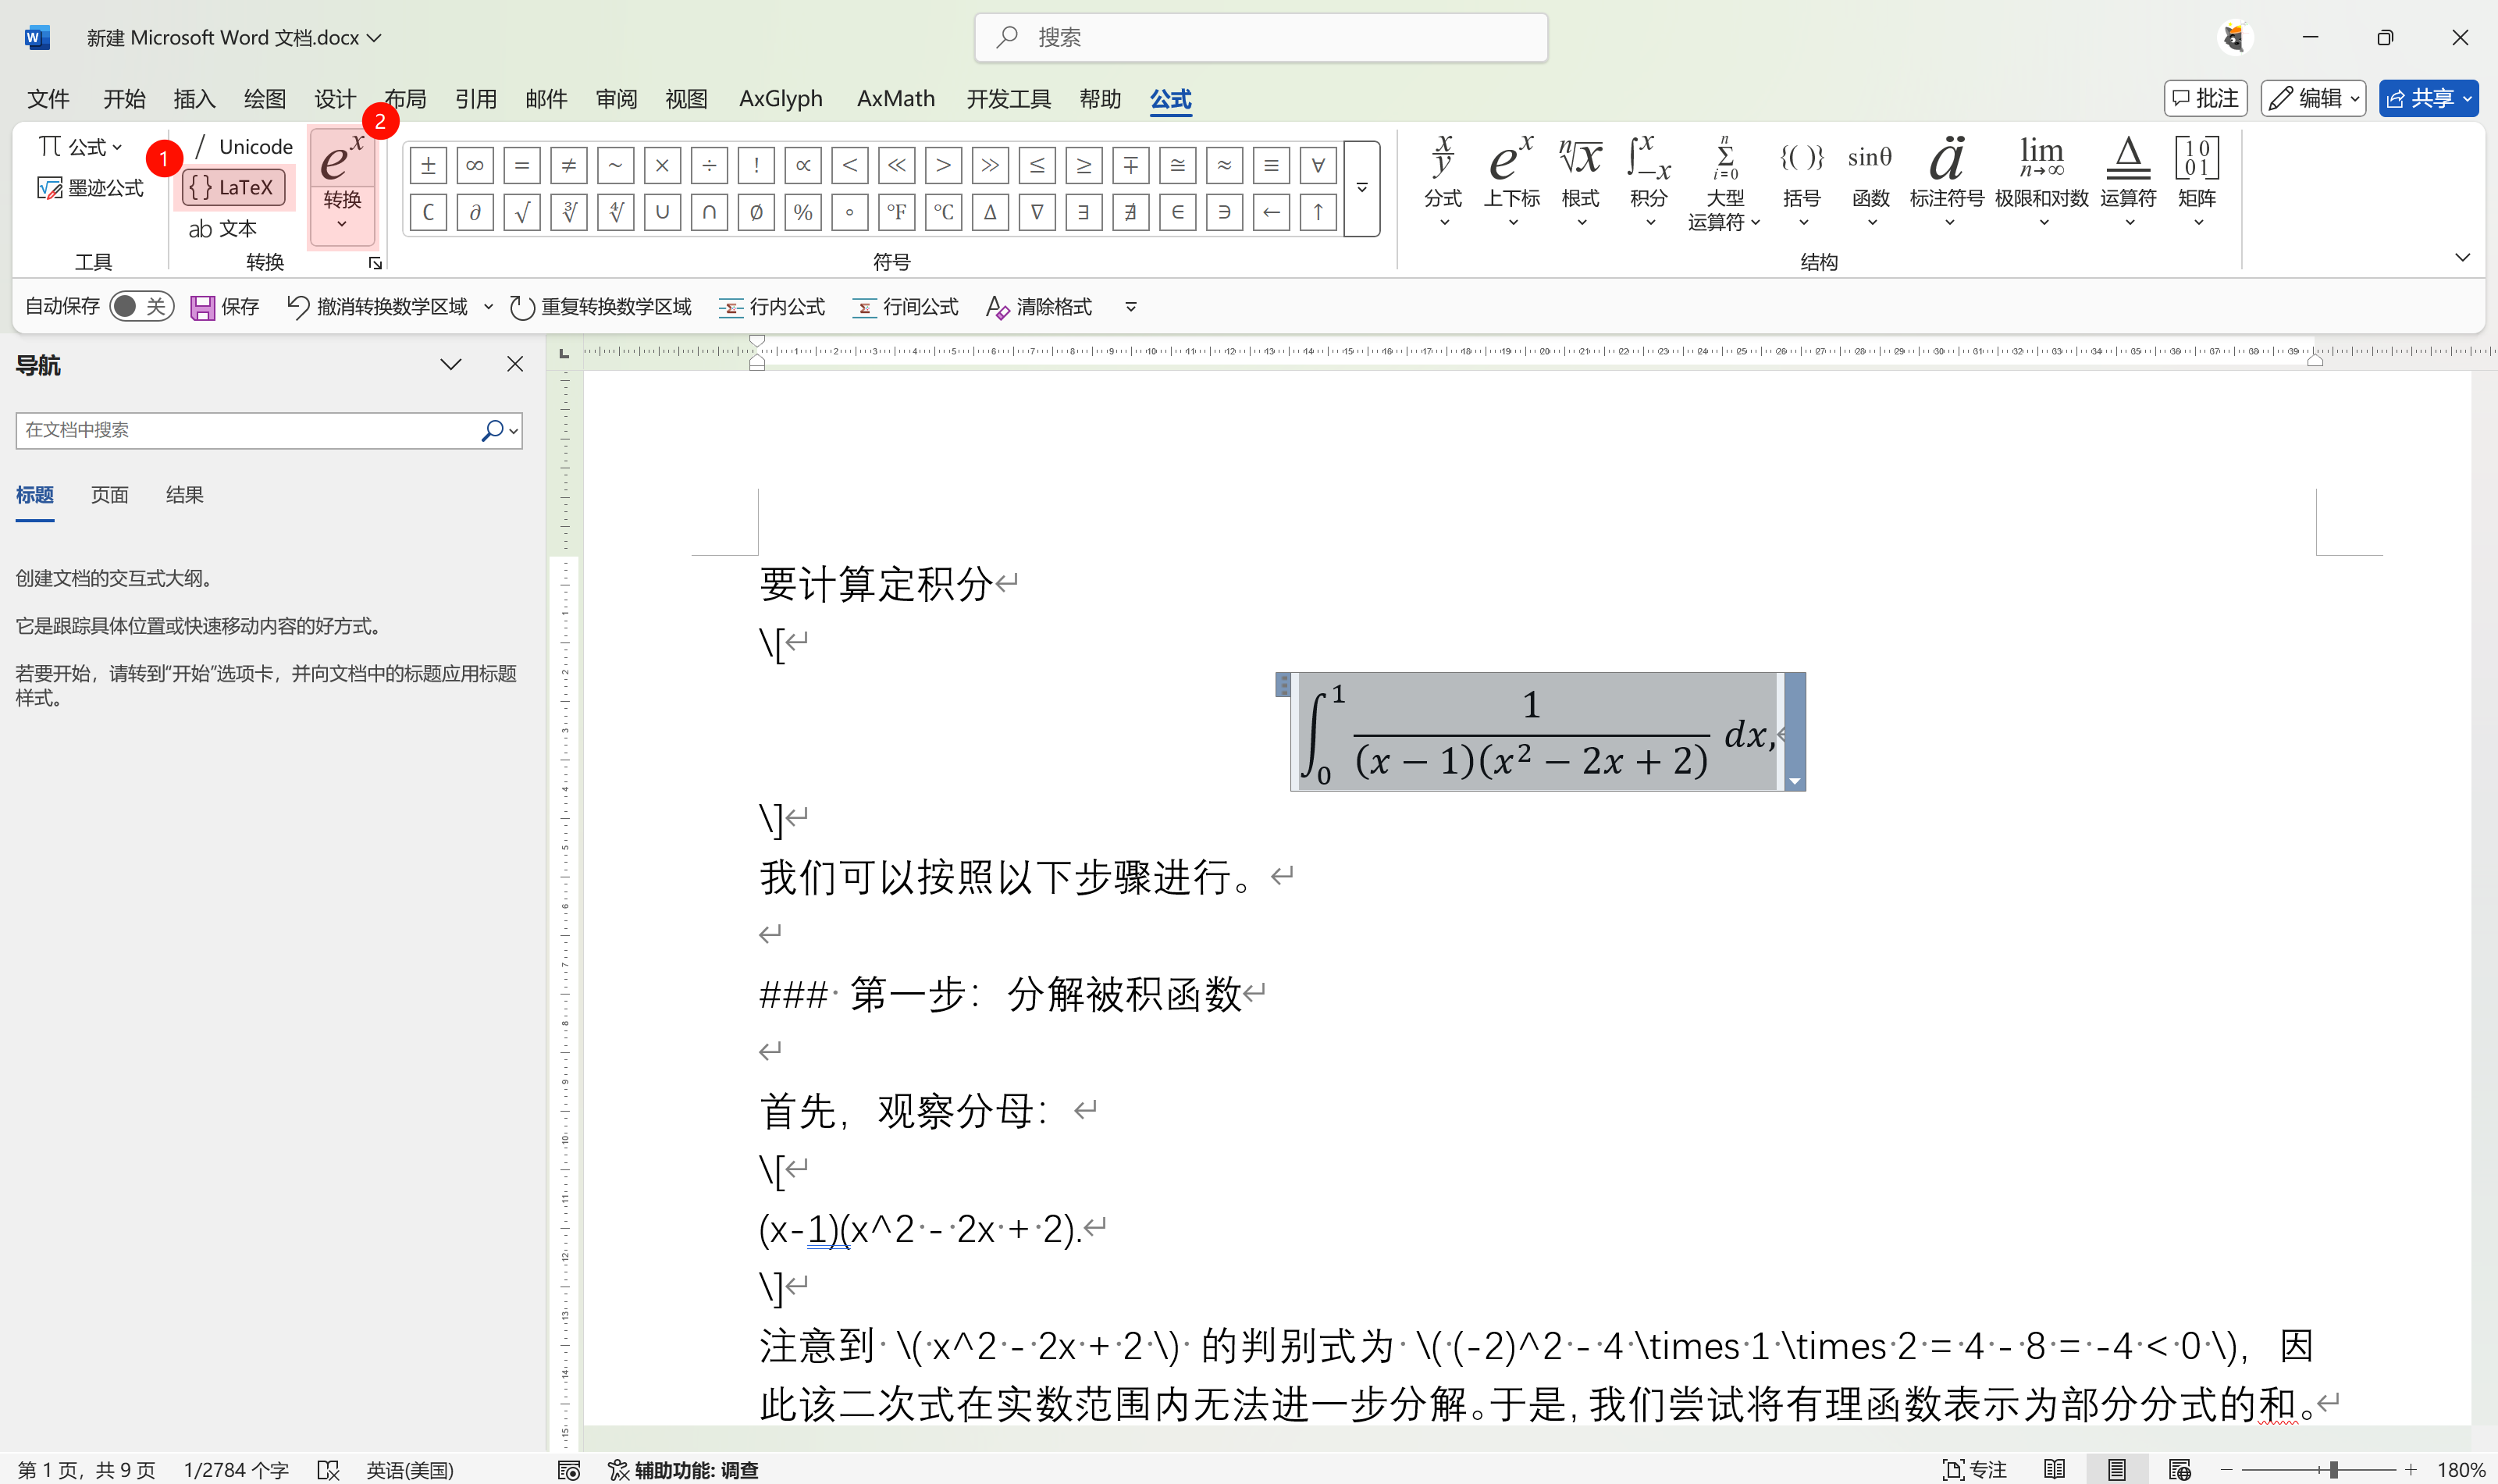 新建 Microsoft Word 文档.docx
搜索
文件 开始 插入 绘图 设计 布局 引用 邮件 审阅 视图 AxGlyph AxMath 开发工具 帮助 公式
批注 编辑 共享
1
2
公式
墨迹公式
工具
/ Unicode
{} LaTeX
ab 文本
e^x
转换
转换
± ∞ = ≠ ~ × ÷ ! ∝ < ≪ > ≫ ≤ ≥ ∓ ≅ ≈ ≡ ∀
∁ ∂ √ ∛ ∜ ∪ ∩ ∅ % ° °F °C ∆ ∇ ∃ ∄ ∈ ∋ ← ↑
符号
分式 上下标 根式 积分 大型运算符 括号 函数 标注符号 极限和对数 运算符 矩阵
{()} sinθ ä lim n→∞ Δ
结构
自动保存 关 保存 撤消转换数学区域 重复转换数学区域 行内公式 行间公式 清除格式
导航
在文档中搜索
标题 页面 结果
创建文档的交互式大纲。
它是跟踪具体位置或快速移动内容的好方式。
若要开始，请转到“开始”选项卡，并向文档中的标题应用标题
样式。
要计算定积分
\[
∫_0^1 1/((x − 1)(x² − 2x + 2)) dx,
\]
我们可以按照以下步骤进行。
### 第一步：分解被积函数
首先，观察分母：
\[
(x-1)(x^2 - 2x + 2).
\]
注意到 \( x^2 - 2x + 2 \) 的判别式为 \( (-2)^2 - 4 \times 1 \times 2 = 4 - 8 = -4 < 0 \)，因
此该二次式在实数范围内无法进一步分解。于是，我们尝试将有理函数表示为部分分式的和。
第 1 页，共 9 页 1/2784 个字 英语(美国) 辅助功能: 调查 专注 180%